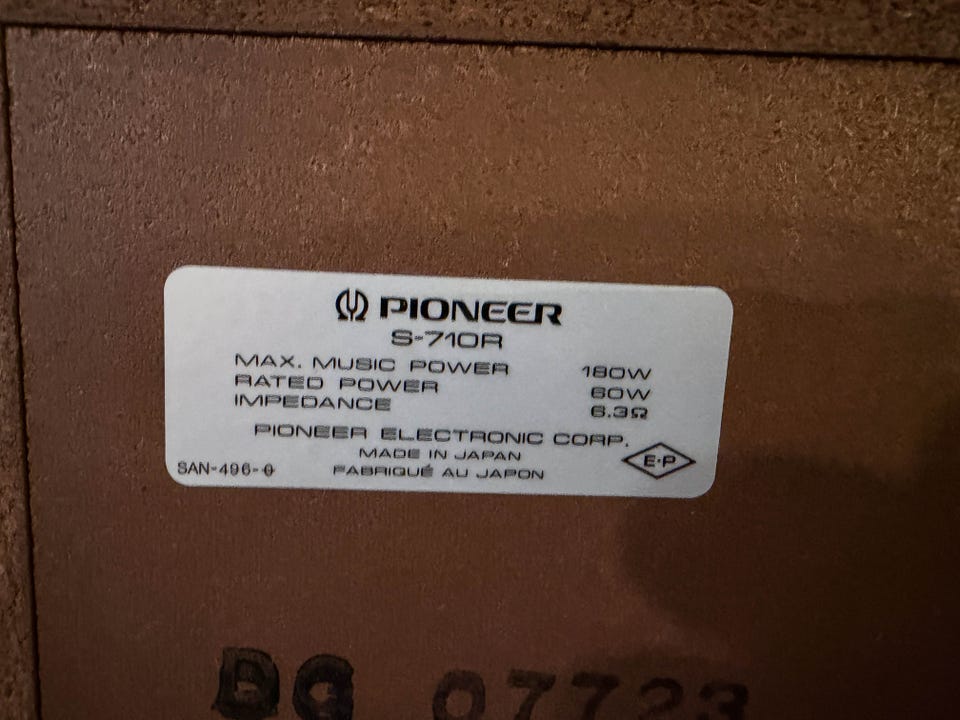 PIONEER
S-710R
MAX. MUSIC POWER 180W
RATED POWER 60W
IMPEDANCE 6.3Ω
PIONEER ELECTRONIC CORP.
MADE IN JAPAN
FABRIQUÉ AU JAPON
SAN-496-0
E·P
07723